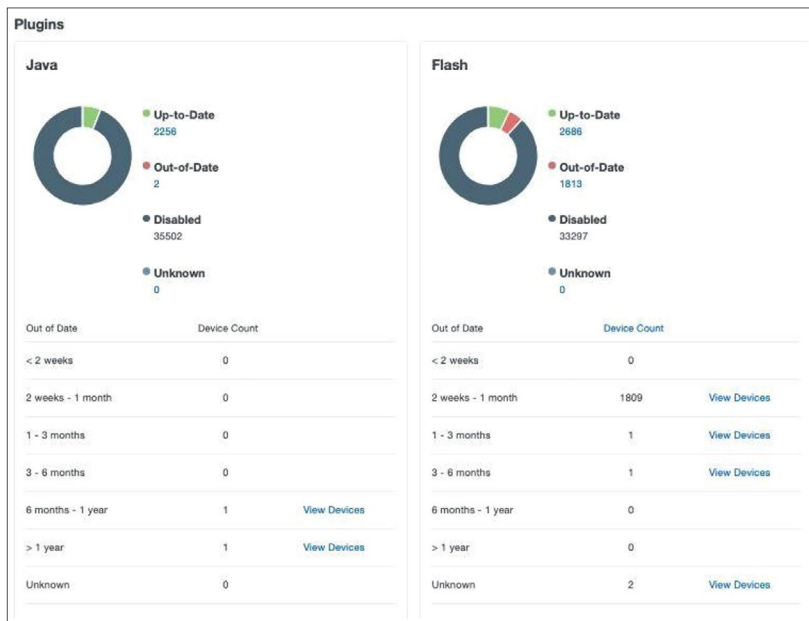 Plugins
Java
Up-to-Date
2256
Out-of-Date
2
Disabled
35502
Unknown
0
Out of Date Device Count
< 2 weeks 0
2 weeks - 1 month 0
1 - 3 months 0
3 - 6 months 0
6 months - 1 year 1 View Devices
> 1 year 1 View Devices
Unknown 0
Flash
Up-to-Date
2686
Out-of-Date
1813
Disabled
33297
Unknown
0
Out of Date Device Count
< 2 weeks 0
2 weeks - 1 month 1809 View Devices
1 - 3 months 1 View Devices
3 - 6 months 1 View Devices
6 months - 1 year 0
> 1 year 0
Unknown 2 View Devices